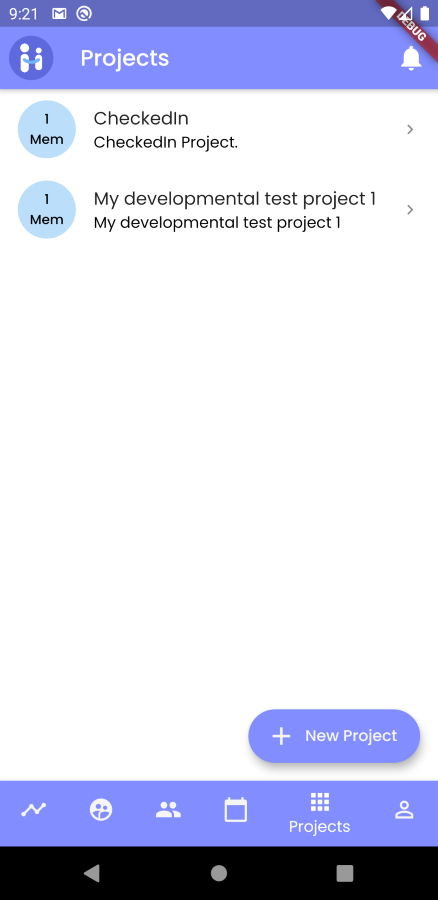 9:21
DEBUG
Projects
1
Mem
CheckedIn
CheckedIn Project.
1
Mem
My developmental test project 1
My developmental test project 1
New Project
Projects